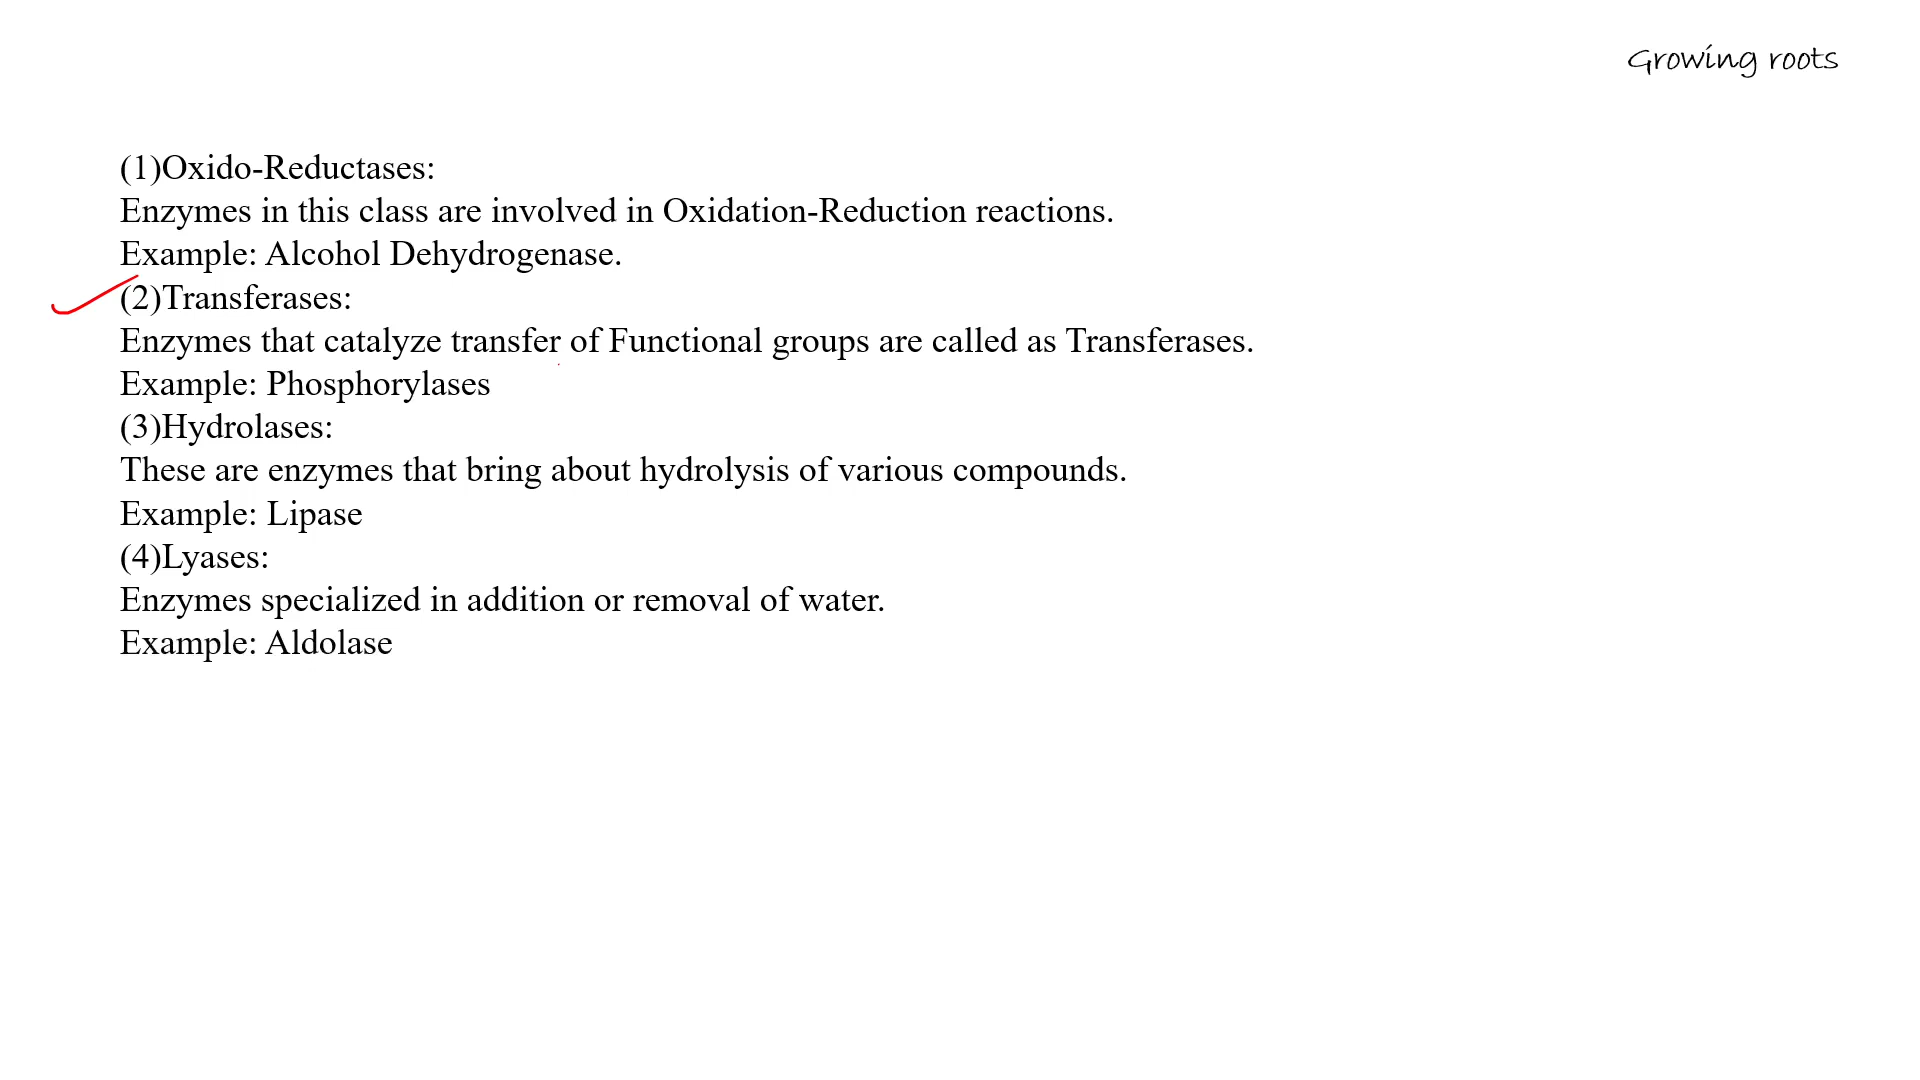 Growing roots
(1)Oxido-Reductases:
Enzymes in this class are involved in Oxidation-Reduction reactions.
Example: Alcohol Dehydrogenase.
(2)Transferases:
Enzymes that catalyze transfer of Functional groups are called as Transferases.
Example: Phosphorylases
(3)Hydrolases:
These are enzymes that bring about hydrolysis of various compounds.
Example: Lipase
(4)Lyases:
Enzymes specialized in addition or removal of water.
Example: Aldolase